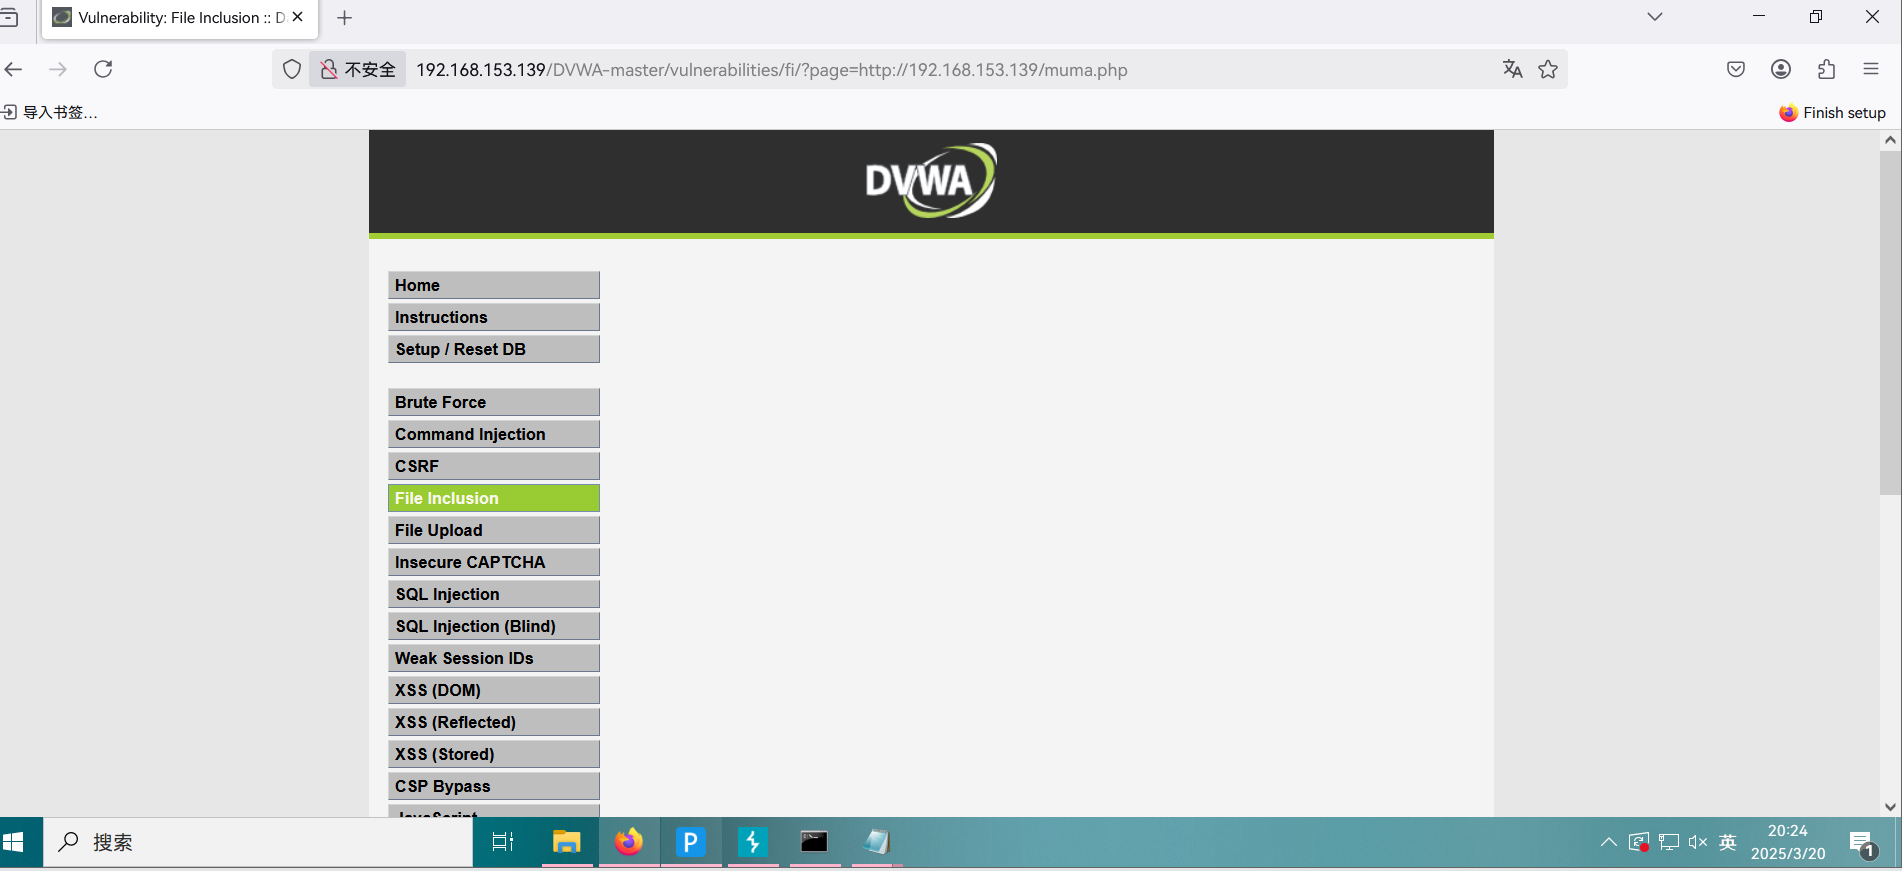 Vulnerability: File Inclusion :: D
不安全
192.168.153.139/DVWA-master/vulnerabilities/fi/?page=http://192.168.153.139/muma.php
导入书签...
Finish setup
DVWA
Home
Instructions
Setup / Reset DB
Brute Force
Command Injection
CSRF
File Inclusion
File Upload
Insecure CAPTCHA
SQL Injection
SQL Injection (Blind)
Weak Session IDs
XSS (DOM)
XSS (Reflected)
XSS (Stored)
CSP Bypass
JavaScript
搜索
P
英
20:24
2025/3/20
1